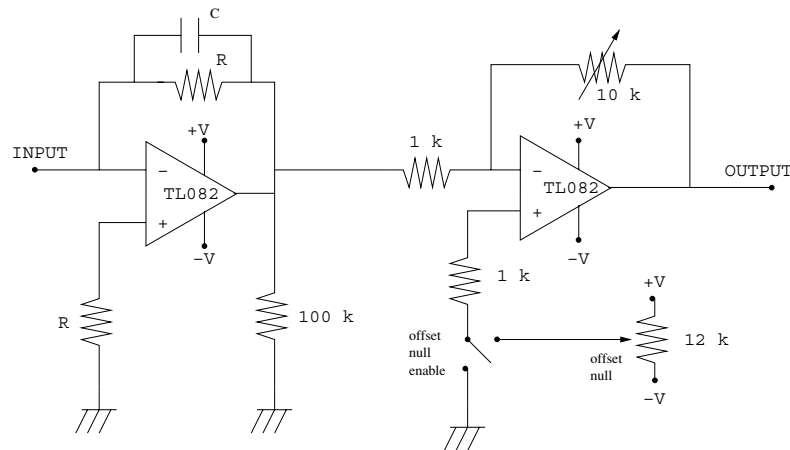 C
R
10 k
+V
1 k
+V
INPUT
−
TL082
+
−V
−
TL082
+
−V
OUTPUT
1 k
+V
R
100 k
offset
null
enable
offset
null
12 k
−V